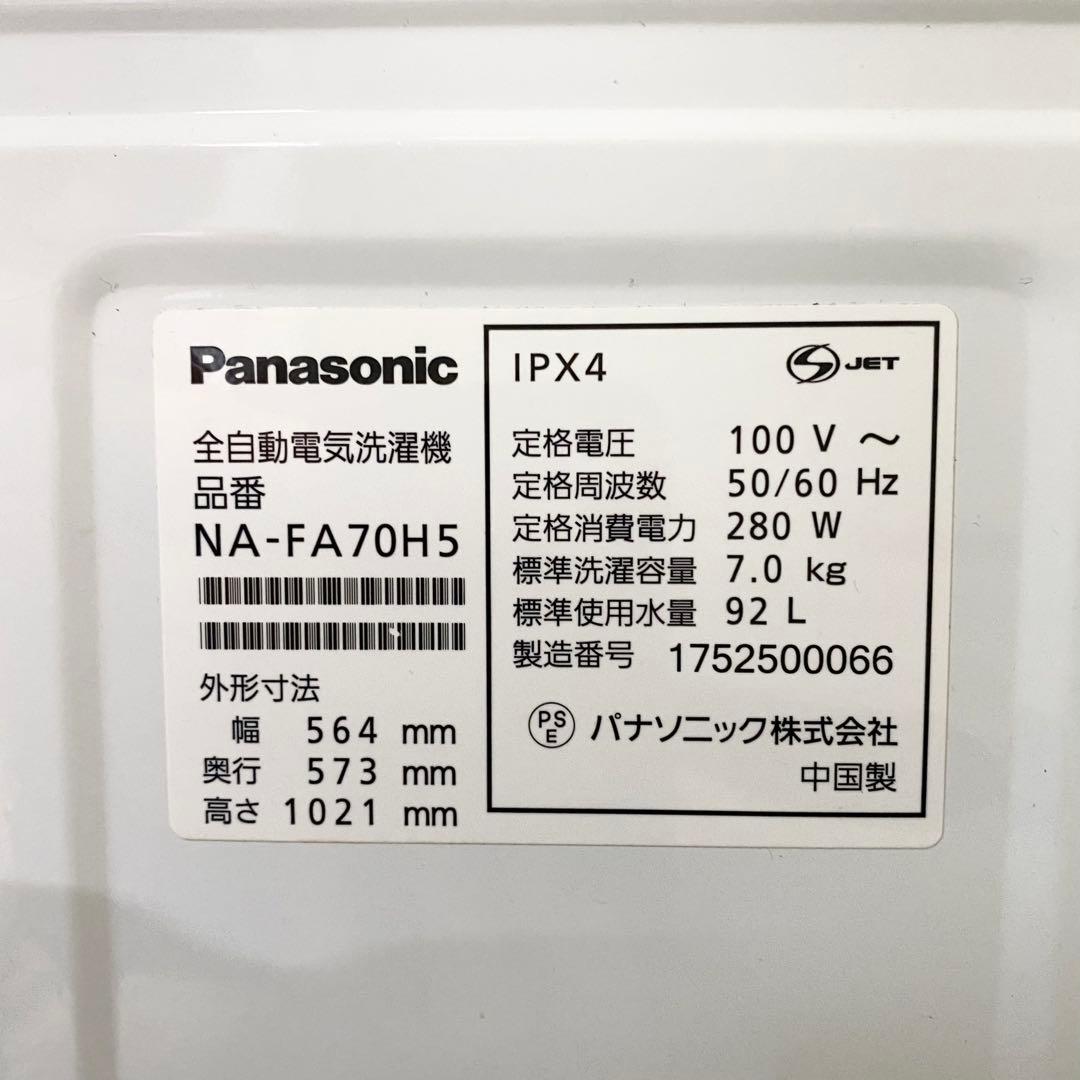 Panasonic
全自動電気洗濯機
品番
NA-FA70H5
外形寸法
幅 564 mm
奥行 573 mm
高さ 1021 mm
IPX4
S JET
定格電圧 100 V ～
定格周波数 50/60 Hz
定格消費電力 280 W
標準洗濯容量 7.0 kg
標準使用水量 92 L
製造番号 1752500066
PSE パナソニック株式会社
中国製